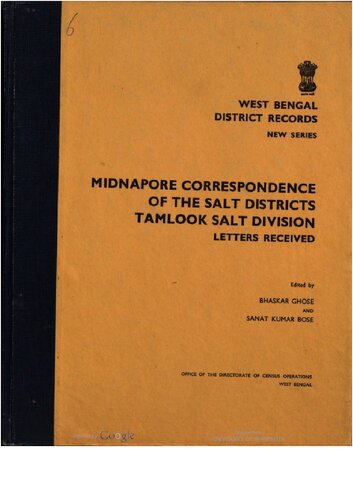 6
WEST BENGAL
DISTRICT RECORDS
NEW SERIES
MIDNAPORE CORRESPONDENCE
OF THE SALT DISTRICTS
TAMLOOK SALT DIVISION
LETTERS RECEIVED
Edited by
BHASKAR GHOSE
AND
SANAT KUMAR BOSE
OFFICE OF THE DIRECTORATE OF CENSUS OPERATIONS
WEST BENGAL
Google